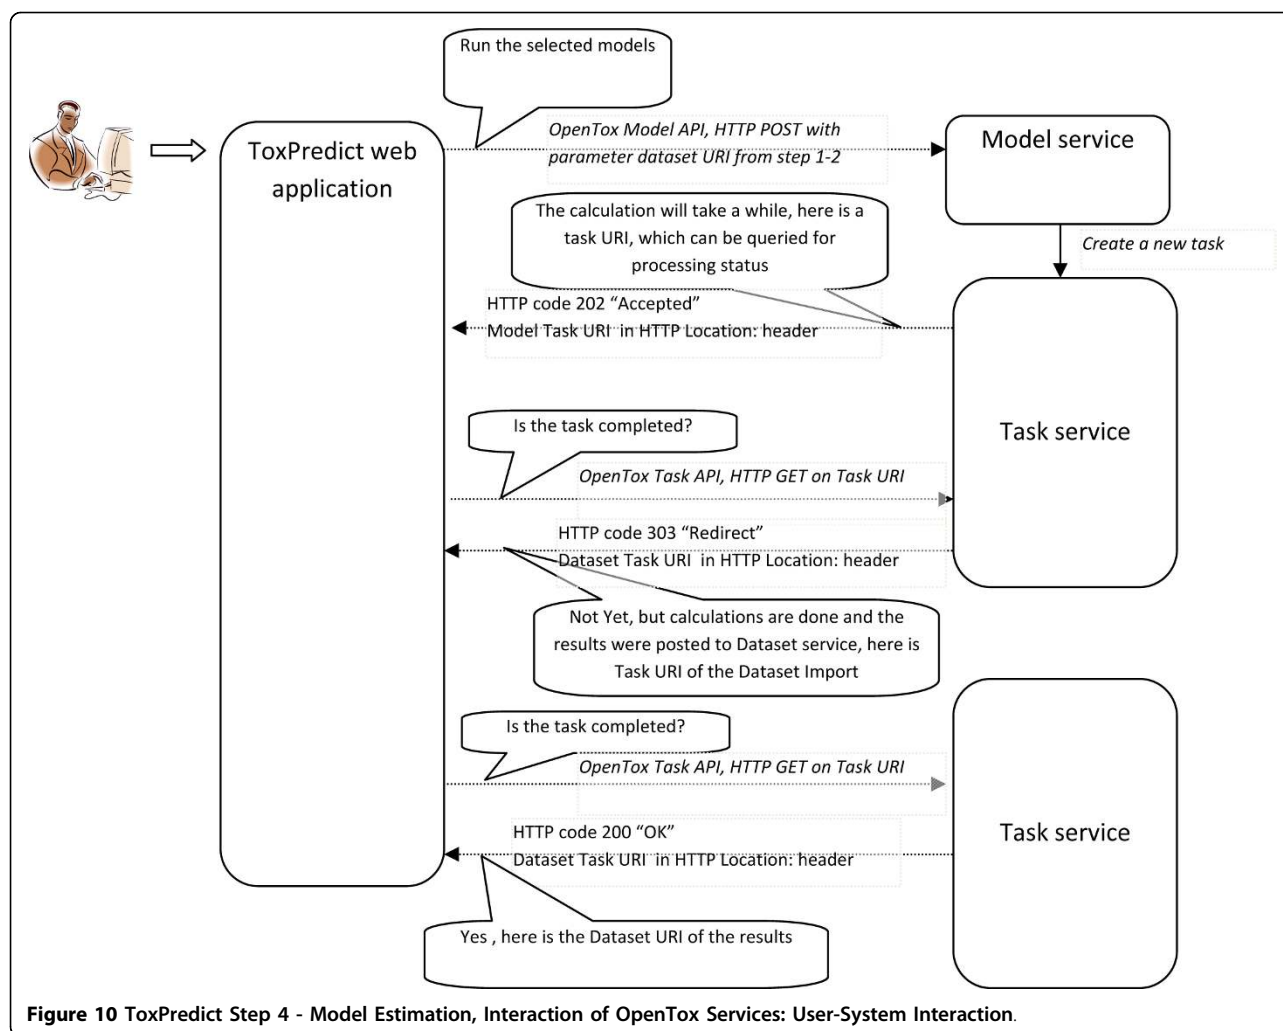 Run the selected models
ToxPredict web
application
OpenTox Model API, HTTP POST with
parameter dataset URI from step 1-2
Model service
The calculation will take a while, here is a
task URI, which can be queried for
processing status
Create a new task
HTTP code 202 “Accepted”
Model Task URI in HTTP Location: header
Is the task completed?
Task service
OpenTox Task API, HTTP GET on Task URI
HTTP code 303 “Redirect”
Dataset Task URI in HTTP Location: header
Not Yet, but calculations are done and the
results were posted to Dataset service, here is
Task URI of the Dataset Import
Is the task completed?
OpenTox Task API, HTTP GET on Task URI
HTTP code 200 “OK”
Dataset Task URI in HTTP Location: header
Task service
Yes , here is the Dataset URI of the results
Figure 10 ToxPredict Step 4 - Model Estimation, Interaction of OpenTox Services: User-System Interaction.